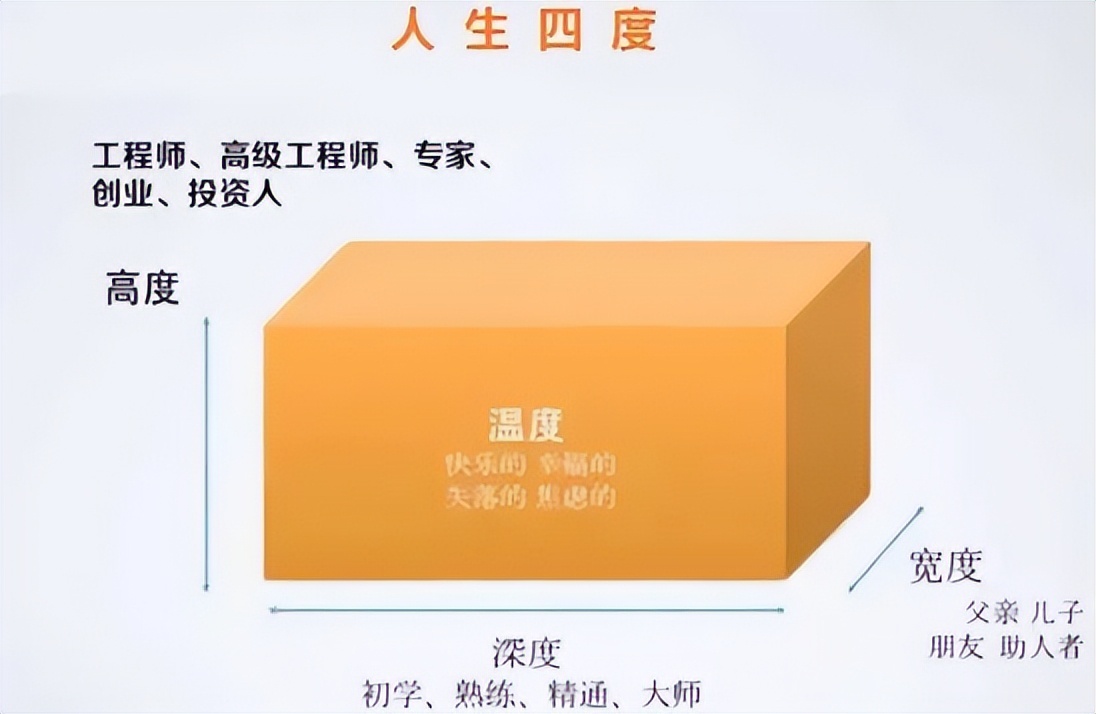 人生四度
工程师、高级工程师、专家、
创业、投资人
高度
温度
快乐的 幸福的
失落的 焦虑的
宽度
父亲 儿子
朋友 助人者
深度
初学、熟练、精通、大师